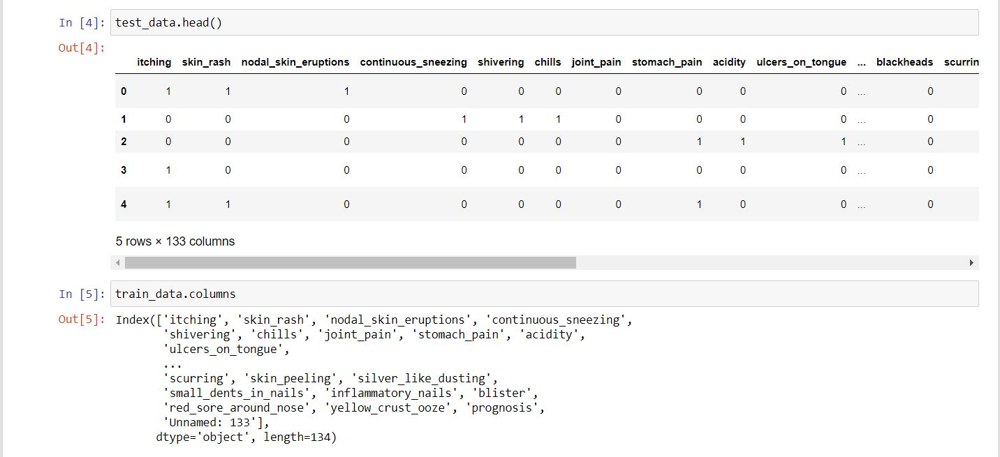 In [4]: test_data.head()
Out[4]:
itching skin_rash nodal_skin_eruptions continuous_sneezing shivering chills joint_pain stomach_pain acidity ulcers_on_tongue ... blackheads scurrin
0 1 1 1 0 0 0 0 0 0 0 ... 0
1 0 0 0 1 1 1 0 0 0 0 ... 0
2 0 0 0 0 0 0 0 1 1 1 ... 0
3 1 0 0 0 0 0 0 0 0 0 ... 0
4 1 1 0 0 0 0 0 1 0 0 ... 0
5 rows × 133 columns
In [5]: train_data.columns
Out[5]: Index(['itching', 'skin_rash', 'nodal_skin_eruptions', 'continuous_sneezing',
'shivering', 'chills', 'joint_pain', 'stomach_pain', 'acidity',
'ulcers_on_tongue',
...
'scurring', 'skin_peeling', 'silver_like_dusting',
'small_dents_in_nails', 'inflammatory_nails', 'blister',
'red_sore_around_nose', 'yellow_crust_ooze', 'prognosis',
'Unnamed: 133'],
dtype='object', length=134)